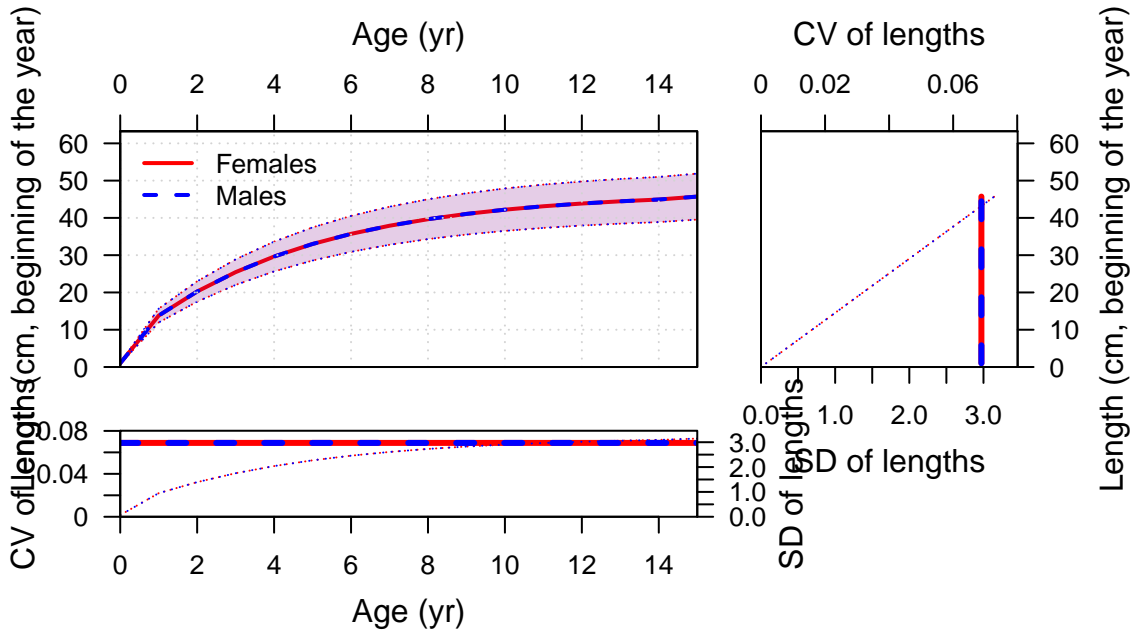 Age (yr)
CV of lengths
0 2 4 6 8 10 12 14
0 0.02 0.06
Length (cm, beginning of the year)
60
50
40
30
20
10
0
Females
Males
60
50
40
30
20
10
0
Length (cm, beginning of the year)
0.0 1.0 2.0 3.0
SD of lengths
CV of lengths
0.08
0.04
0
3.0
2.0
1.0
0.0
SD of lengths
0 2 4 6 8 10 12 14
Age (yr)